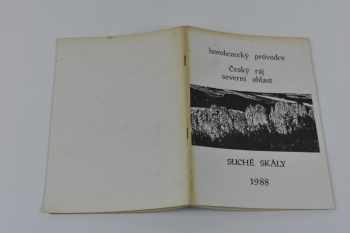 horolezecký průvodce
Český ráj
severní oblast
SUCHÉ SKÁLY
1988